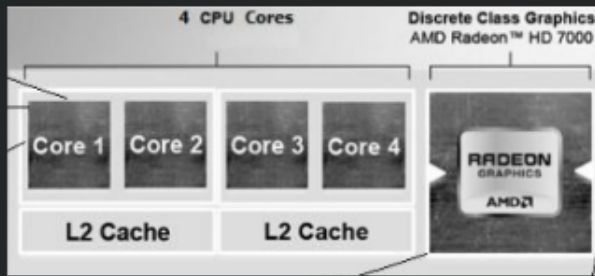 4 CPU Cores
Discrete Class Graphics
AMD Radeon™ HD 7000
Core 1
Core 2
Core 3
Core 4
RADEON
GRAPHICS
AMD
L2 Cache
L2 Cache